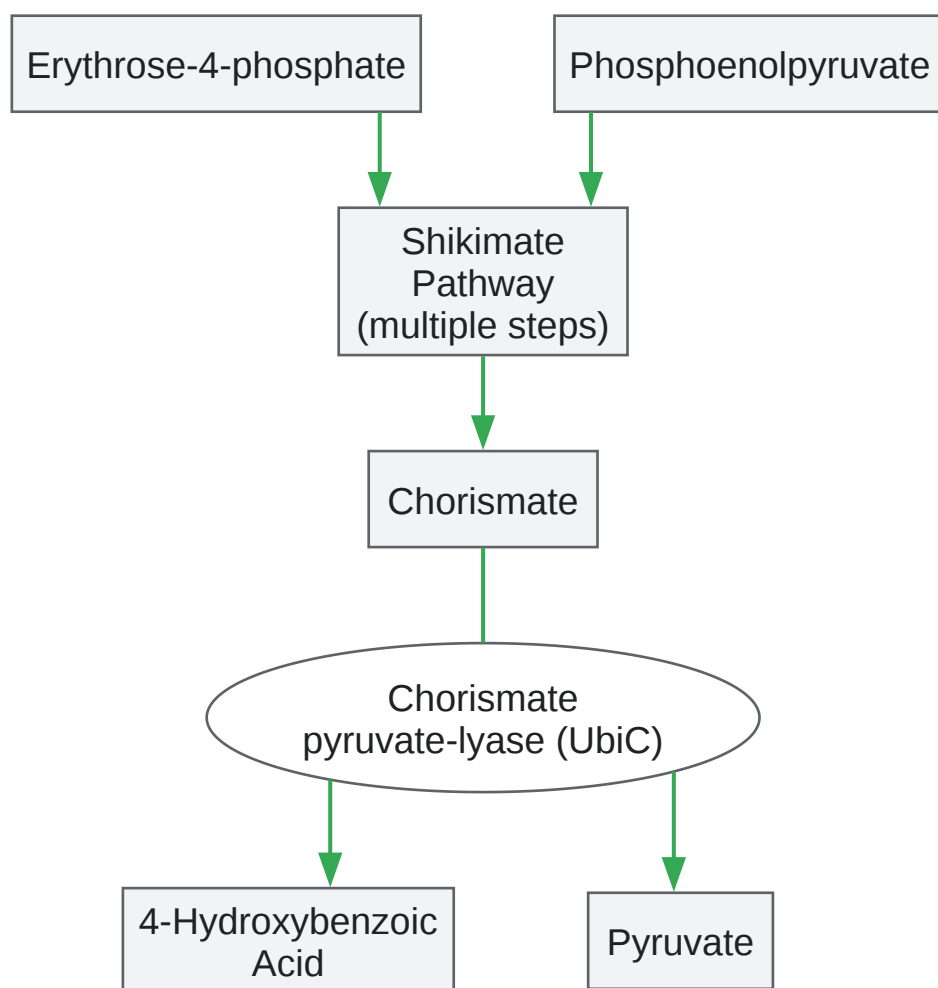 Erythrose-4-phosphate
Phosphoenolpyruvate
Shikimate
Pathway
(multiple steps)
Chorismate
Chorismate
pyruvate-lyase (UbiC)
4-Hydroxybenzoic
Acid
Pyruvate